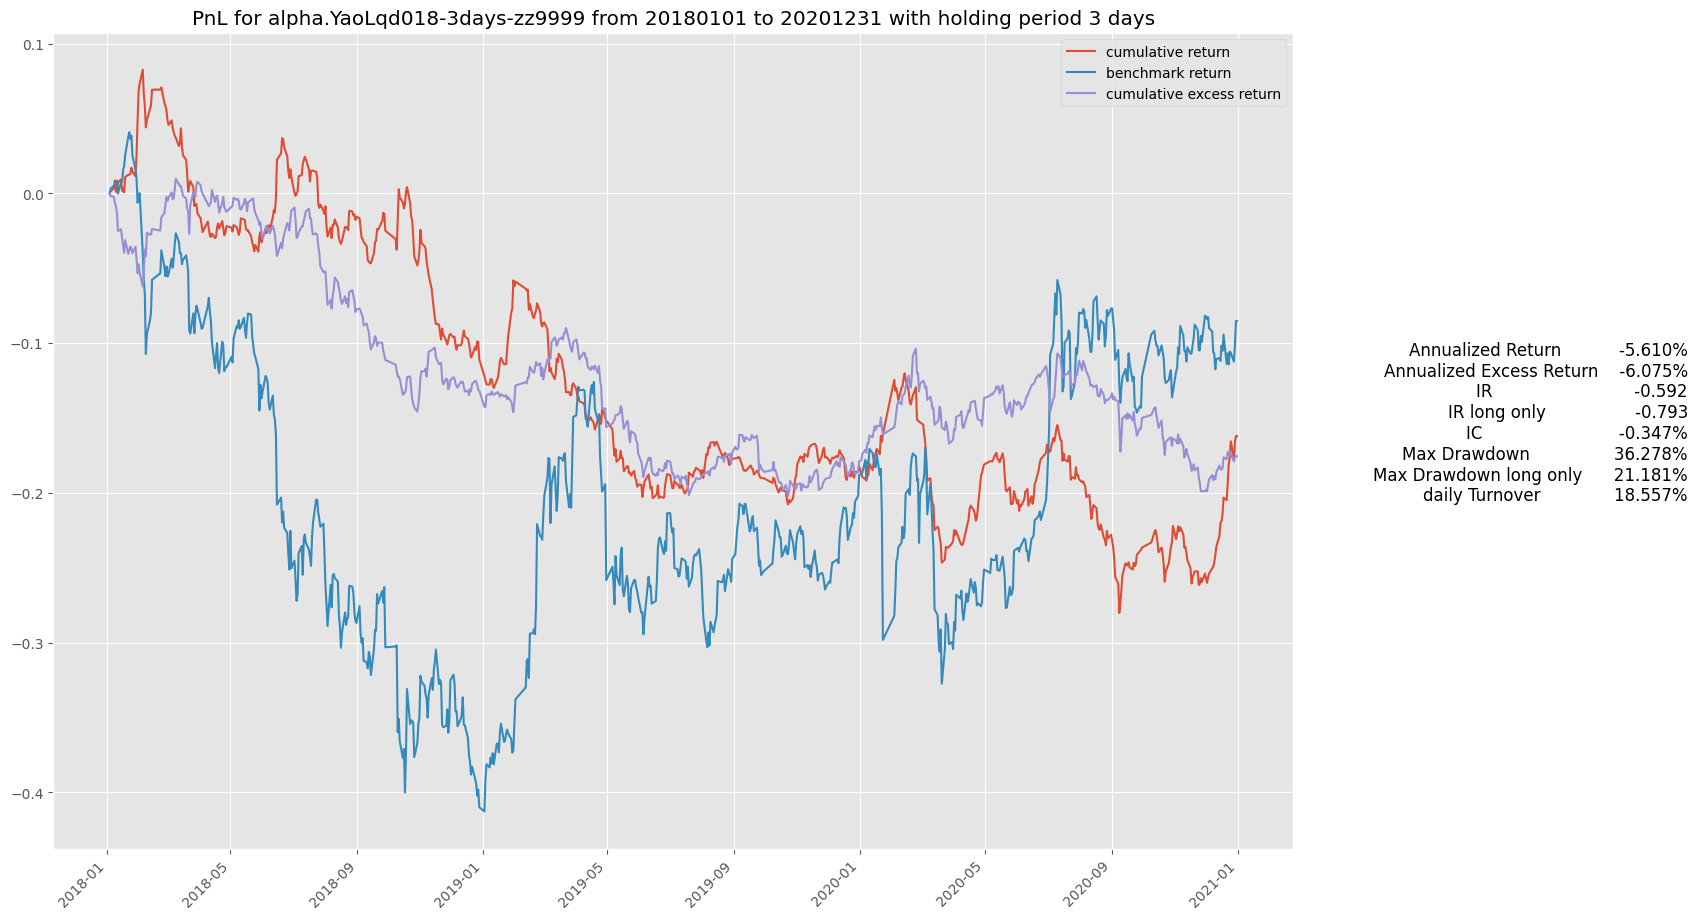 PnL for alpha.YaoLqd018-3days-zz9999 from 20180101 to 20201231 with holding period 3 days
cumulative return
benchmark return
cumulative excess return
0.1
0.0
−0.1
−0.2
−0.3
−0.4
2018-01
2018-05
2018-09
2019-01
2019-05
2019-09
2020-01
2020-05
2020-09
2021-01
Annualized Return -5.610%
Annualized Excess Return -6.075%
IR -0.592
IR long only -0.793
IC -0.347%
Max Drawdown 36.278%
Max Drawdown long only 21.181%
daily Turnover 18.557%